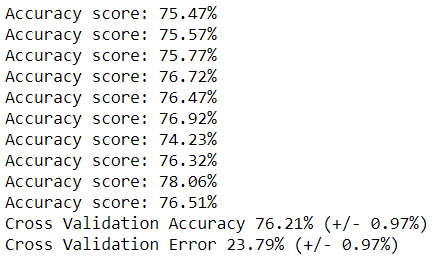 Accuracy score: 75.47%
Accuracy score: 75.57%
Accuracy score: 75.77%
Accuracy score: 76.72%
Accuracy score: 76.47%
Accuracy score: 76.92%
Accuracy score: 74.23%
Accuracy score: 76.32%
Accuracy score: 78.06%
Accuracy score: 76.51%
Cross Validation Accuracy 76.21% (+/- 0.97%)
Cross Validation Error 23.79% (+/- 0.97%)